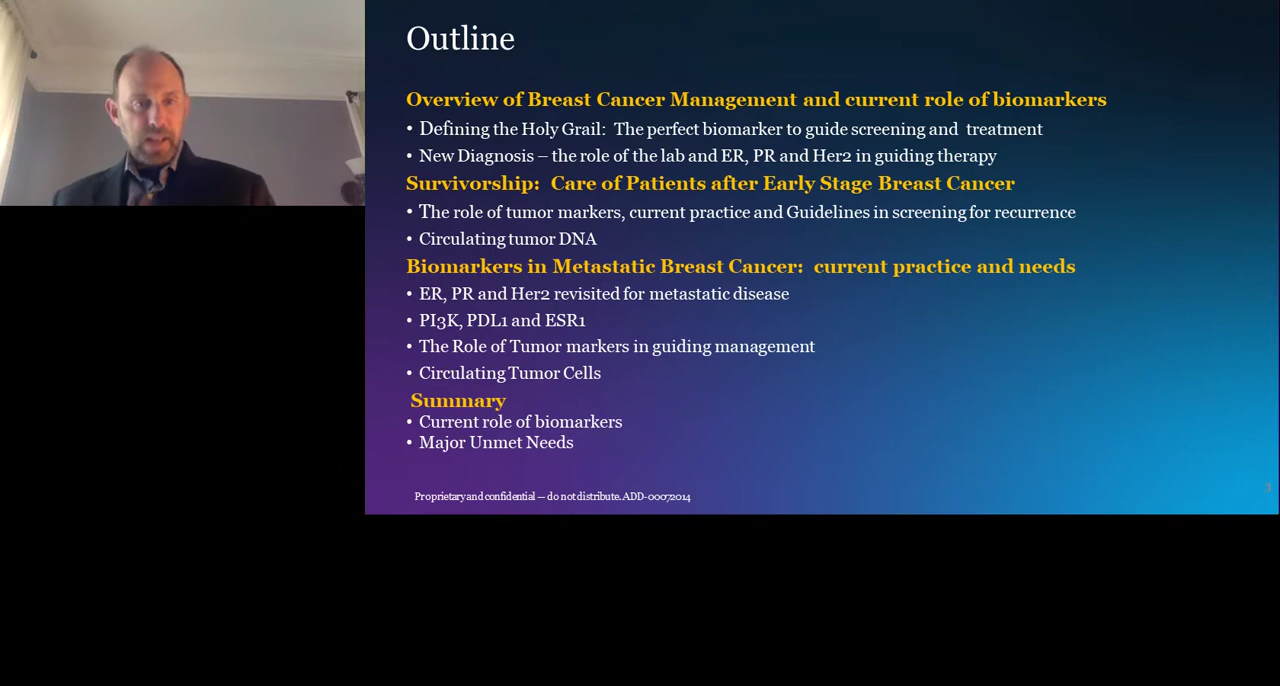 Outline
Overview of Breast Cancer Management and current role of biomarkers
• Defining the Holy Grail:  The perfect biomarker to guide screening and  treatment
• New Diagnosis – the role of the lab and ER, PR and Her2 in guiding therapy
Survivorship:  Care of Patients after Early Stage Breast Cancer
• The role of tumor markers, current practice and Guidelines in screening for recurrence
• Circulating tumor DNA
Biomarkers in Metastatic Breast Cancer:  current practice and needs
• ER, PR and Her2 revisited for metastatic disease
• PI3K, PDL1 and ESR1
• The Role of Tumor markers in guiding management
• Circulating Tumor Cells
Summary
• Current role of biomarkers
• Major Unmet Needs
Proprietary and confidential — do not distribute. ADD-00072014
3